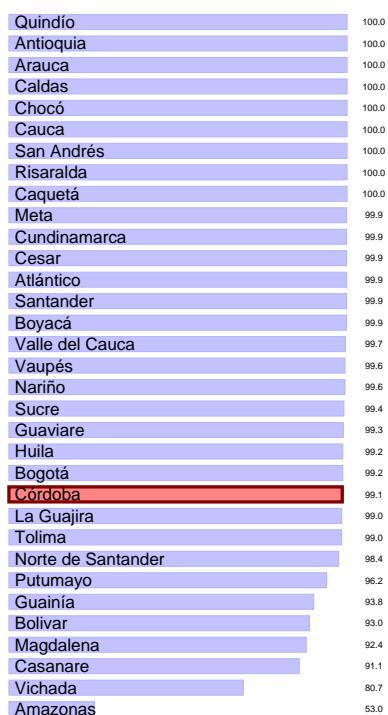 Quindío 100.0
Antioquia 100.0
Arauca 100.0
Caldas 100.0
Chocó 100.0
Cauca 100.0
San Andrés 100.0
Risaralda 100.0
Caquetá 100.0
Meta 99.9
Cundinamarca 99.9
Cesar 99.9
Atlántico 99.9
Santander 99.9
Boyacá 99.9
Valle del Cauca 99.7
Vaupés 99.6
Nariño 99.6
Sucre 99.4
Guaviare 99.3
Huila 99.2
Bogotá 99.2
Córdoba 99.1
La Guajira 99.0
Tolima 99.0
Norte de Santander 98.4
Putumayo 96.2
Guainía 93.8
Bolivar 93.0
Magdalena 92.4
Casanare 91.1
Vichada 80.7
Amazonas 53.0